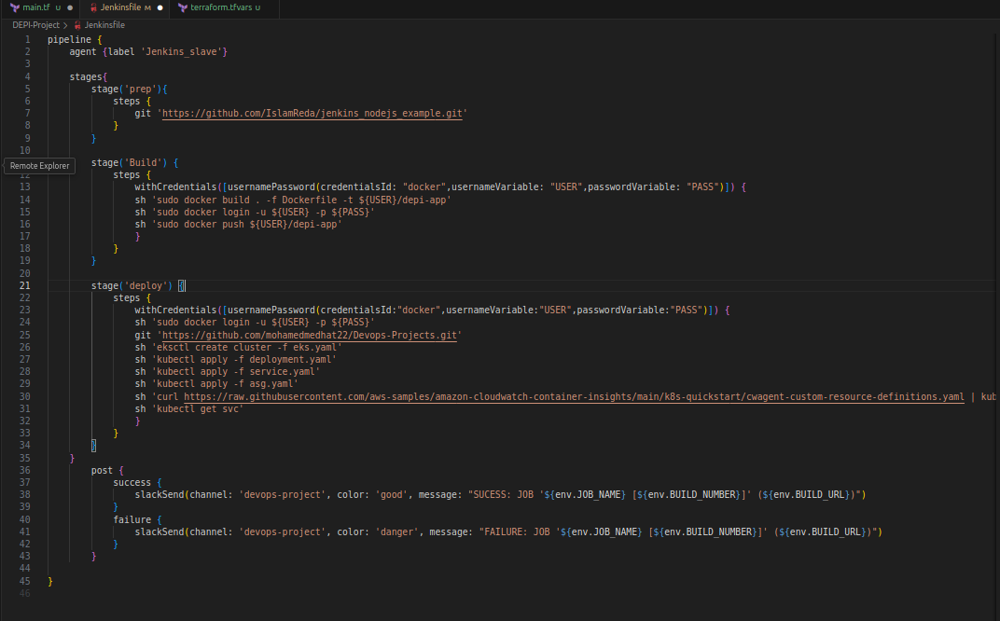 main.tf U ● Jenkinsfile M ● terraform.tfvars U
DEPI-Project > Jenkinsfile
1 pipeline {
2 agent {label 'Jenkins_slave'}
3
4 stages{
5 stage('prep'){
6 steps {
7 git 'https://github.com/IslamReda/jenkins_nodejs_example.git'
8 }
9 }
10
stage('Build') {
Remote Explorer
12 steps {
13 withCredentials([usernamePassword(credentialsId: "docker",usernameVariable: "USER",passwordVariable: "PASS")]) {
14 sh 'sudo docker build . -f Dockerfile -t ${USER}/depi-app'
15 sh 'sudo docker login -u ${USER} -p ${PASS}'
16 sh 'sudo docker push ${USER}/depi-app'
17 }
18 }
19 }
20
21 stage('deploy') {
22 steps {
23 withCredentials([usernamePassword(credentialsId:"docker",usernameVariable:"USER",passwordVariable:"PASS")]) {
24 sh 'sudo docker login -u ${USER} -p ${PASS}'
25 git 'https://github.com/mohamedmedhat22/Devops-Projects.git'
26 sh 'eksctl create cluster -f eks.yaml'
27 sh 'kubectl apply -f deployment.yaml'
28 sh 'kubectl apply -f service.yaml'
29 sh 'kubectl apply -f asg.yaml'
30 sh 'curl https://raw.githubusercontent.com/aws-samples/amazon-cloudwatch-container-insights/main/k8s-quickstart/cwagent-custom-resource-definitions.yaml | kub
31 sh 'kubectl get svc'
32 }
33 }
34 }
35 }
36 post {
37 success {
38 slackSend(channel: 'devops-project', color: 'good', message: "SUCESS: JOB '${env.JOB_NAME} [${env.BUILD_NUMBER}]' (${env.BUILD_URL})")
39 }
40 failure {
41 slackSend(channel: 'devops-project', color: 'danger', message: "FAILURE: JOB '${env.JOB_NAME} [${env.BUILD_NUMBER}]' (${env.BUILD_URL})")
42 }
43 }
44
45 }
46